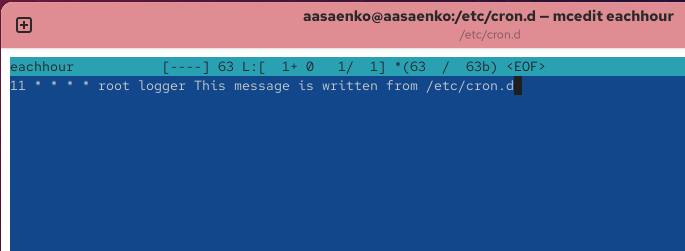 aasaenko@aasaenko:/etc/cron.d — mcedit eachhour
/etc/cron.d
eachhour           [----] 63 L:[  1+ 0   1/  1] *(63  /  63b) <EOF>
11 * * * * root logger This message is written from /etc/cron.d